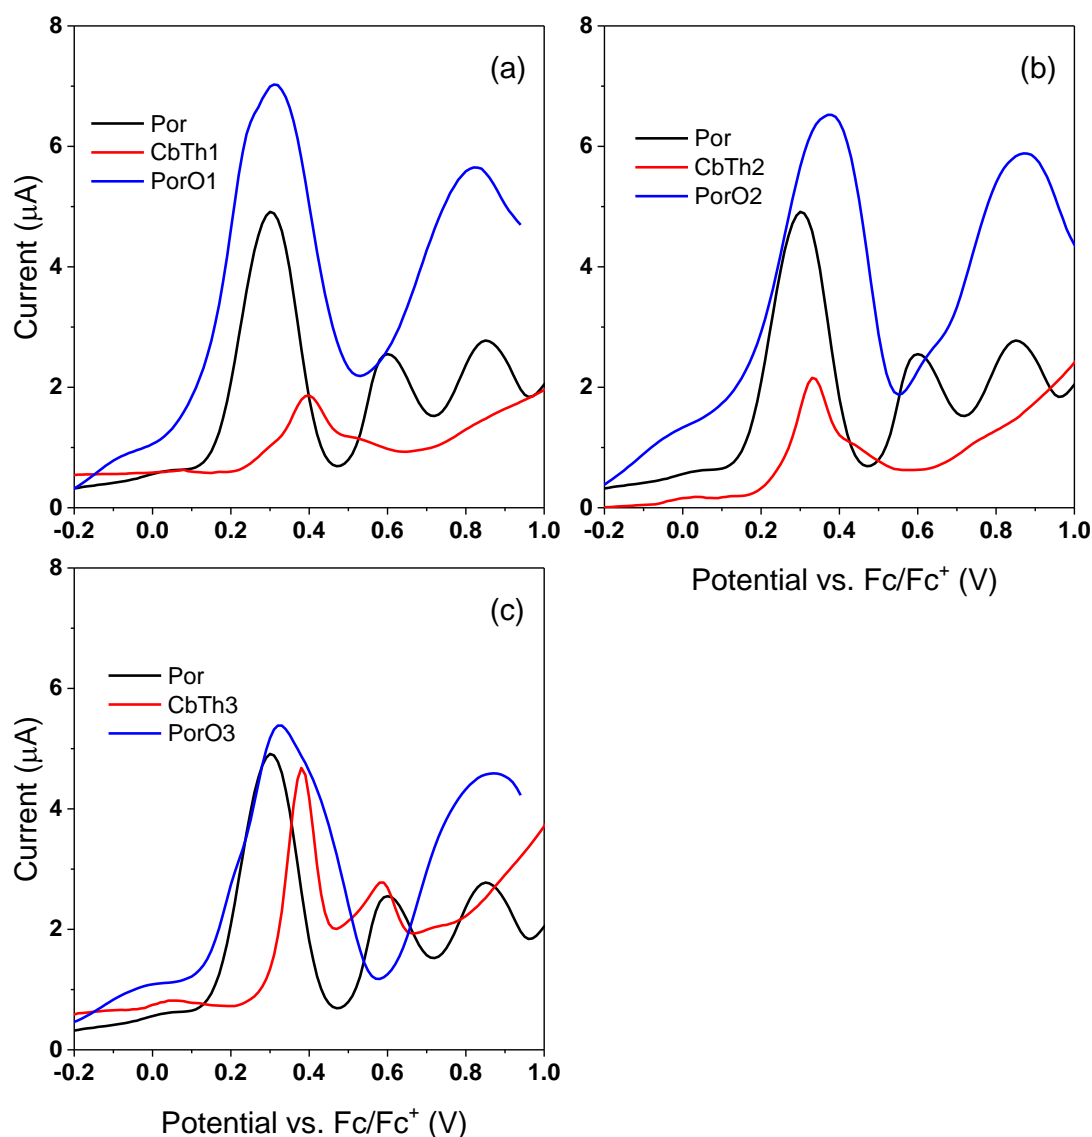 (a)
Por
CbTh1
PorO1
Current (μA)
8
6
4
2
0
-0.2 0.0 0.2 0.4 0.6 0.8 1.0
(b)
Por
CbTh2
PorO2
8
6
4
2
0
-0.2 0.0 0.2 0.4 0.6 0.8 1.0
Potential vs. Fc/Fc⁺ (V)
(c)
Por
CbTh3
PorO3
Current (μA)
8
6
4
2
0
-0.2 0.0 0.2 0.4 0.6 0.8 1.0
Potential vs. Fc/Fc⁺ (V)